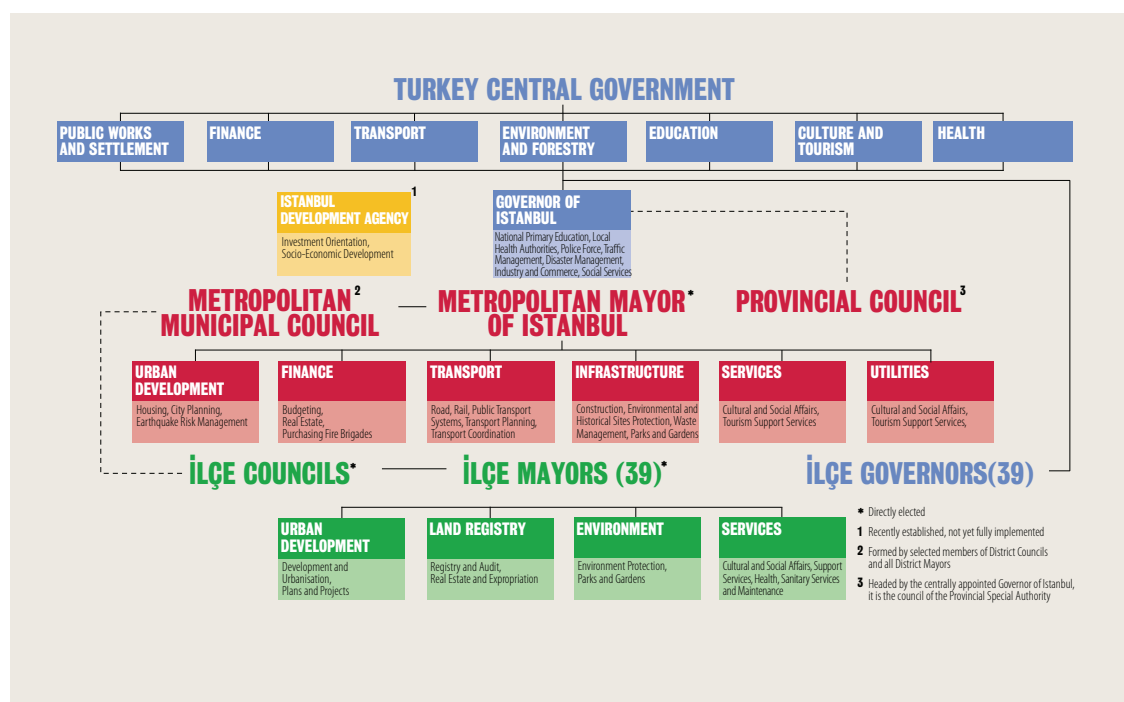 TURKEY CENTRAL GOVERNMENT
PUBLIC WORKS
AND SETTLEMENT
FINANCE
TRANSPORT
ENVIRONMENT
AND FORESTRY
EDUCATION
CULTURE AND
TOURISM
HEALTH
ISTANBUL
DEVELOPMENT AGENCY 1
Investment Orientation,
Socio-Economic Development
GOVERNOR OF
ISTANBUL
National Primary Education, Local
Health Authorities, Police Force, Traffic
Management, Disaster Management,
Industry and Commerce, Social Services
METROPOLITAN 2
MUNICIPAL COUNCIL
METROPOLITAN MAYOR *
OF ISTANBUL
PROVINCIAL COUNCIL 3
URBAN
DEVELOPMENT
Housing, City Planning,
Earthquake Risk Management
FINANCE
Budgeting,
Real Estate,
Purchasing Fire Brigades
TRANSPORT
Road, Rail, Public Transport
Systems, Transport Planning,
Transport Coordination
INFRASTRUCTURE
Construction, Environmental and
Historical Sites Protection, Waste
Management, Parks and Gardens
SERVICES
Cultural and Social Affairs,
Tourism Support Services
UTILITIES
Cultural and Social Affairs,
Tourism Support Services,
İLÇE COUNCILS*
İLÇE MAYORS (39)*
İLÇE GOVERNORS(39)
URBAN
DEVELOPMENT
Development and
Urbanisation,
Plans and Projects
LAND REGISTRY
Registry and Audit,
Real Estate and Expropriation
ENVIRONMENT
Environment Protection,
Parks and Gardens
SERVICES
Cultural and Social Affairs, Support
Services, Health, Sanitary Services
and Maintenance
* Directly elected
1 Recently established, not yet fully implemented
2 Formed by selected members of District Councils
and all District Mayors
3 Headed by the centrally appointed Governor of Istanbul,
it is the council of the Provincial Special Authority